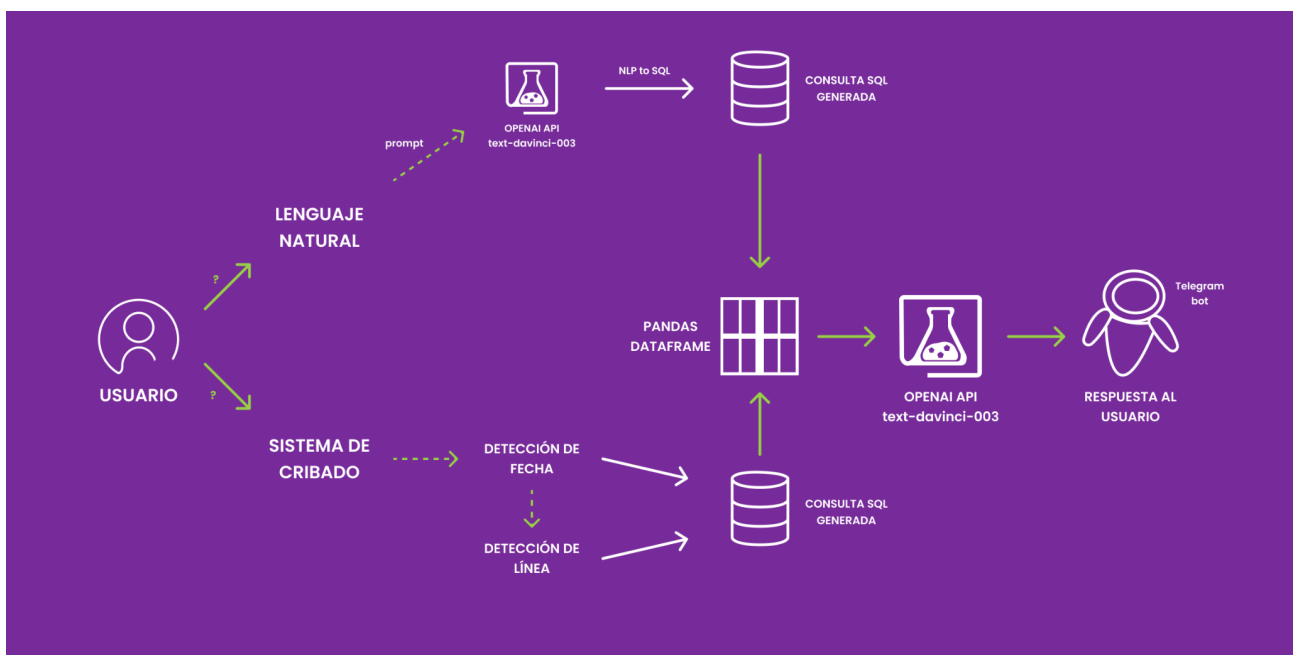 NLP to SQL
CONSULTA SQL
GENERADA
OPENAI API
text-davinci-003
prompt
LENGUAJE
NATURAL
?
USUARIO
?
SISTEMA DE
CRIBADO
DETECCIÓN DE
FECHA
DETECCIÓN DE
LÍNEA
CONSULTA SQL
GENERADA
PANDAS
DATAFRAME
OPENAI API
text-davinci-003
Telegram
bot
RESPUESTA AL
USUARIO